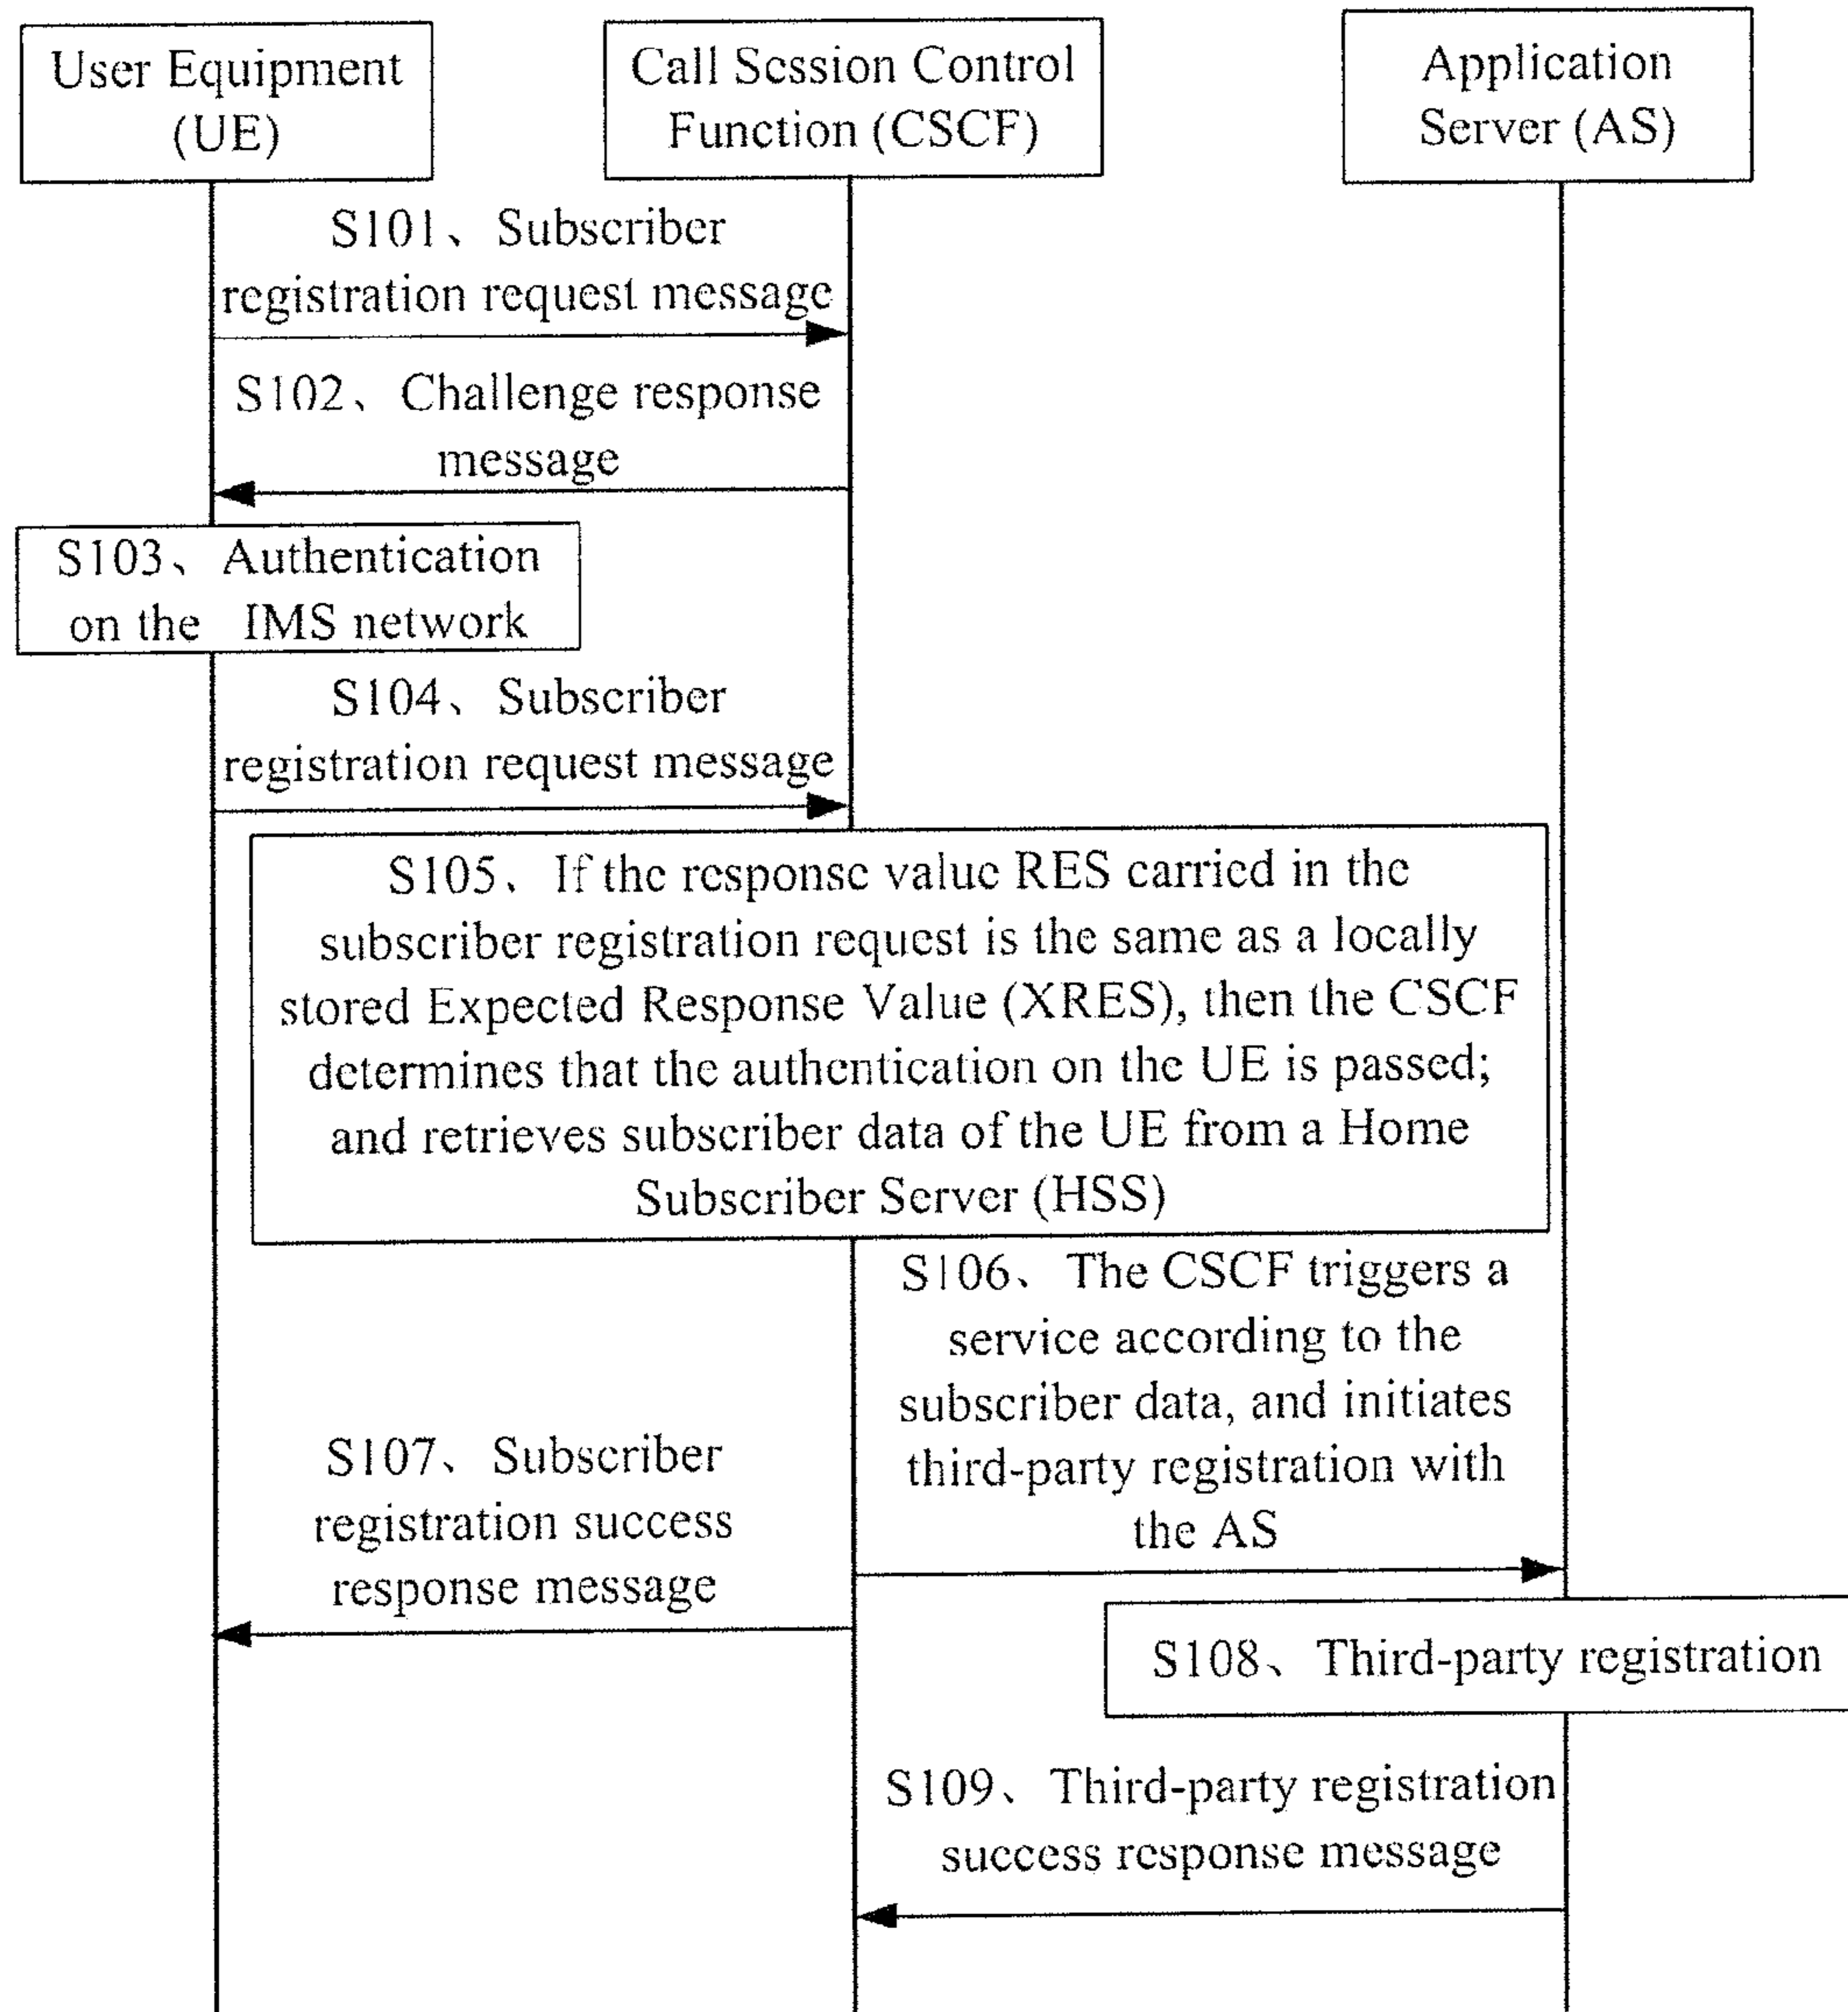 User Equipment
(UE)
Call Session Control
Function (CSCF)
Application
Server (AS)
S101、Subscriber
registration request message
S102、Challenge response
message
S103、Authentication
on the IMS network
S104、Subscriber
registration request message
S105、If the response value RES carried in the
subscriber registration request is the same as a locally
stored Expected Response Value (XRES), then the CSCF
determines that the authentication on the UE is passed;
and retrieves subscriber data of the UE from a Home
Subscriber Server (HSS)
S106、The CSCF triggers a
service according to the
subscriber data, and initiates
third-party registration with
the AS
S107、Subscriber
registration success
response message
S108、Third-party registration
S109、Third-party registration
success response message